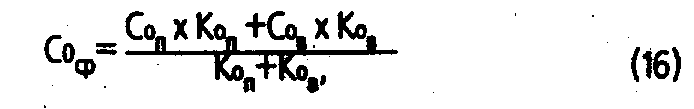 Со_ф = (Со_п х Ко_п + Со_в х Ко_в) / (Ко_п + Ко_в, ) (16)